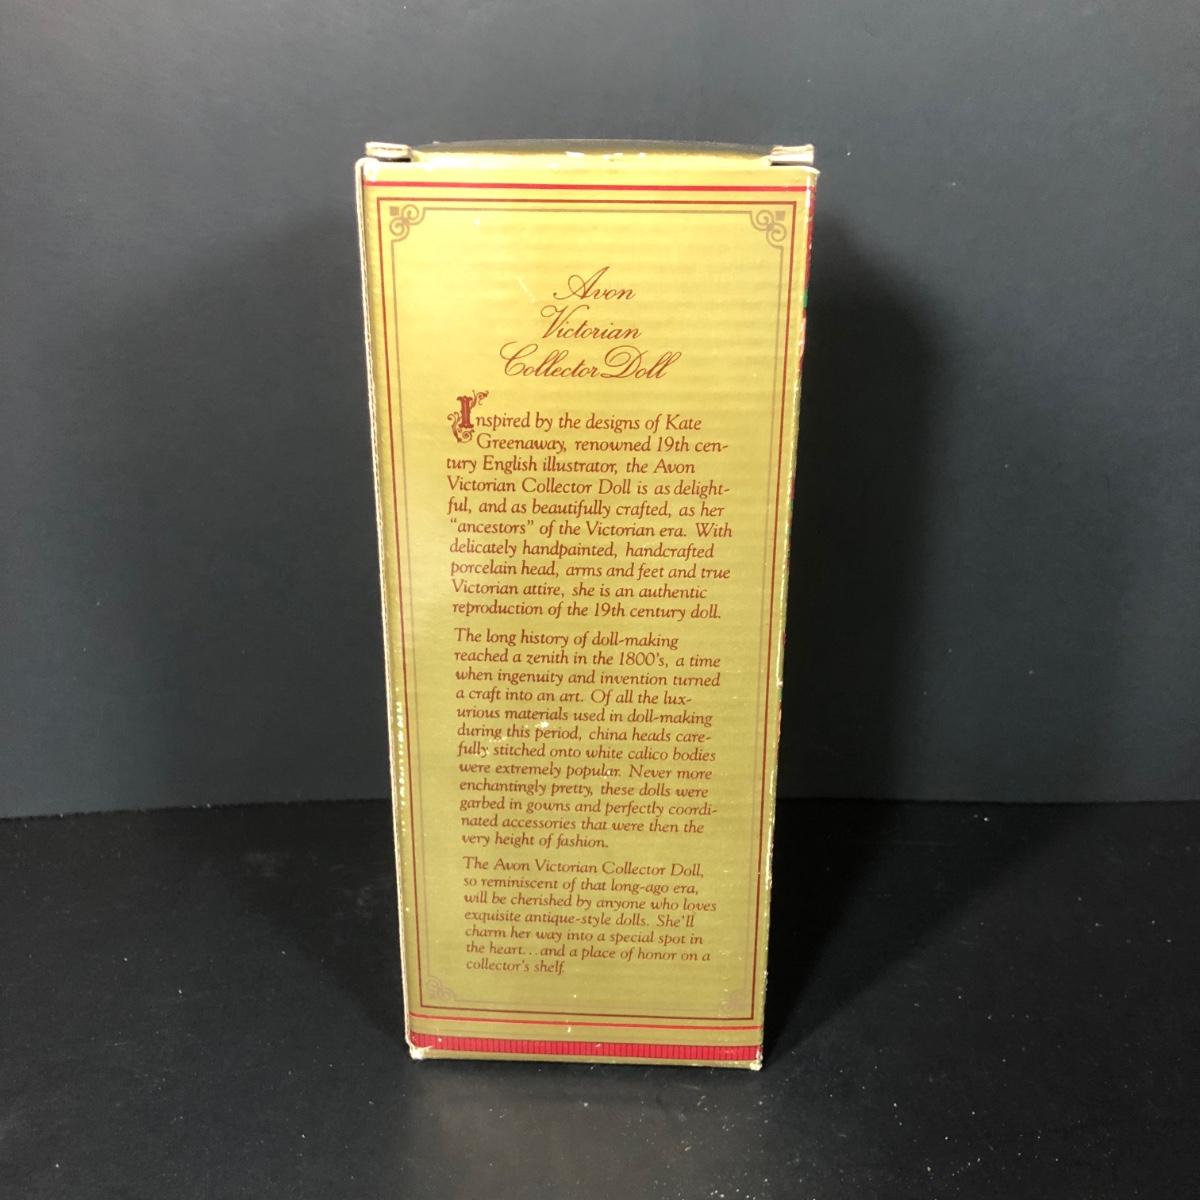 Avon
Victorian
Collector Doll
Inspired by the designs of Kate
Greenaway, renowned 19th cen-
tury English illustrator, the Avon
Victorian Collector Doll is as delight-
ful, and as beautifully crafted, as her
“ancestors” of the Victorian era. With
delicately handpainted, handcrafted
porcelain head, arms and feet and true
Victorian attire, she is an authentic
reproduction of the 19th century doll.
The long history of doll-making
reached a zenith in the 1800's, a time
when ingenuity and invention turned
a craft into an art. Of all the lux-
urious materials used in doll-making
during this period, china heads care-
fully stitched onto white calico bodies
were extremely popular. Never more
enchantingly pretty, these dolls were
garbed in gowns and perfectly coordi-
nated accessories that were then the
very height of fashion.
The Avon Victorian Collector Doll,
so reminiscent of that long-ago era,
will be cherished by anyone who loves
exquisite antique-style dolls. She'll
charm her way into a special spot in
the heart...and a place of honor on a
collector's shelf.